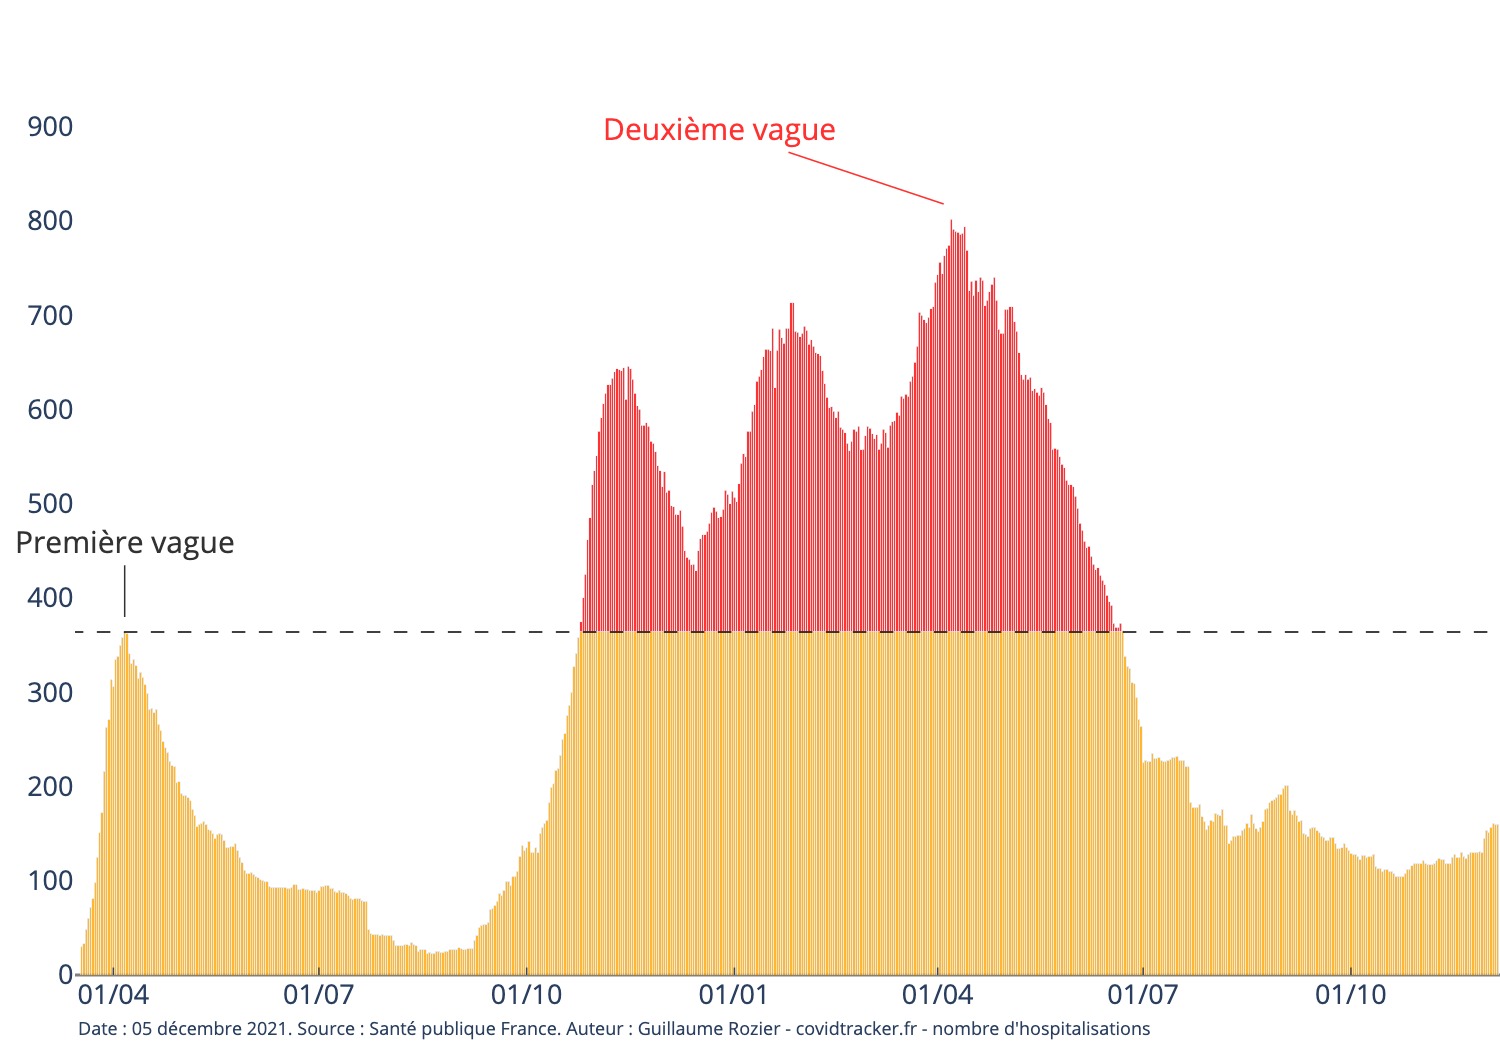 900
Deuxième vague
800
700
600
500
Première vague
400
300
200
100
0
01/04 01/07 01/10 01/01 01/04 01/07 01/10
Date : 05 décembre 2021. Source : Santé publique France. Auteur : Guillaume Rozier - covidtracker.fr - nombre d'hospitalisations